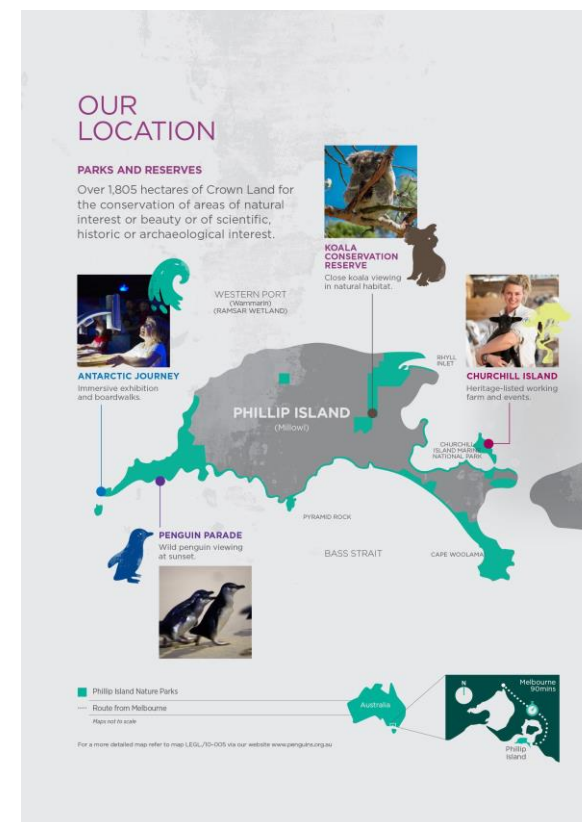 OUR
LOCATION
PARKS AND RESERVES
Over 1,805 hectares of Crown Land for
the conservation of areas of natural
interest or beauty or of scientific,
historic or archaeological interest.
KOALA
CONSERVATION
RESERVE
Close koala viewing
in natural habitat.
WESTERN PORT
(Warnmarin)
(RAMSAR WETLAND)
ANTARCTIC JOURNEY
Immersive exhibition
and boardwalks.
RHYLL
INLET
CHURCHILL ISLAND
Heritage-listed working
farm and events.
PHILLIP ISLAND
(Millowl)
CHURCHILL
ISLAND MARINE
NATIONAL PARK
PYRAMID ROCK
PENGUIN PARADE
Wild penguin viewing
at sunset.
BASS STRAIT
CAPE WOOLAMAI
Phillip Island Nature Parks
Route from Melbourne
Maps not to scale
Australia
N
Melbourne
90mins
Phillip
Island
For a more detailed map refer to map LEGL./10-005 via our website www.penguins.org.au